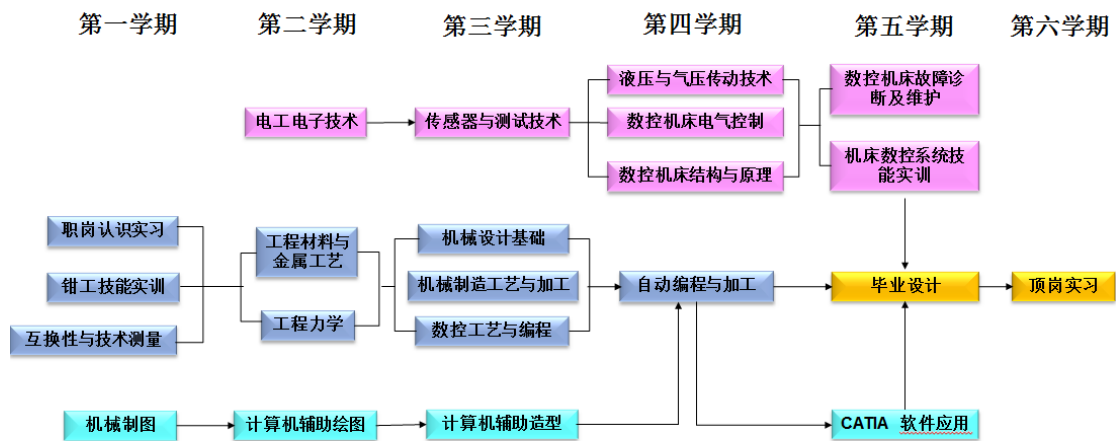 第一学期
第二学期
第三学期
第四学期
第五学期
第六学期
液压与气压传动技术
数控机床故障诊
断及维护
电工电子技术
传感器与测试技术
数控机床电气控制
机床数控系统技
能实训
数控机床结构与原理
职岗认识实习
工程材料与
金属工艺
机械设计基础
钳工技能实训
机械制造工艺与加工
自动编程与加工
毕业设计
顶岗实习
互换性与技术测量
工程力学
数控工艺与编程
机械制图
计算机辅助绘图
计算机辅助造型
CATIA 软件应用